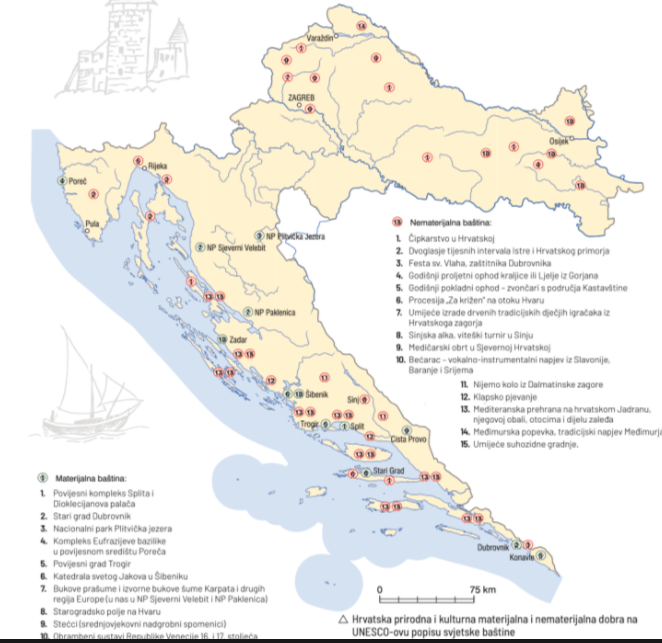 Varaždin
ZAGREB
Osijek
Rijeka
Poreč
Pula
NP Plitvička Jezera
NP Sjeverni Velebit
NP Paklenica
Zadar
Šibenik
Sinj
Trogir
Split
Cista Provo
Stari Grad
Dubrovnik
Konavle
Nematerijalna baština:
1. Čipkarstvo u Hrvatskoj
2. Dvoglasje tijesnih intervala Istre i Hrvatskog primorja
3. Festa sv. Vlaha, zaštitnika Dubrovnika
4. Godišnji proljetni ophod kraljice ili Ljelje iz Gorjana
5. Godišnji pokladni ophod – zvončari s područja Kastavštine
6. Procesija „Za križen” na otoku Hvaru
7. Umijeće izrade drvenih tradicijskih dječjih igračaka iz
Hrvatskoga zagorja
8. Sinjska alka, viteški turnir u Sinju
9. Medičarski obrt u Sjevernoj Hrvatskoj
10. Bećarac – vokalno-instrumentalni napjev iz Slavonije,
Baranje i Srijema
11. Nijemo kolo iz Dalmatinske zagore
12. Klapsko pjevanje
13. Mediteranska prehrana na hrvatskom Jadranu,
njegovoj obali, otocima i dijelu zaleđa
14. Međimurska popevka, tradicijski napjev Međimurja
15. Umijeće suhozidne gradnje.
Materijalna baština:
1. Povijesni kompleks Splita i
Dioklecijanova palača
2. Stari grad Dubrovnik
3. Nacionalni park Plitvička jezera
4. Kompleks Eufrazijeve bazilike
u povijesnom središtu Poreča
5. Povijesni grad Trogir
6. Katedrala svetog Jakova u Šibeniku
7. Bukove prašume i izvorne bukove šume Karpata i drugih
regija Europe (u nas u NP Sjeverni Velebit i NP Paklenica)
8. Starogradsko polje na Hvaru
9. Stećci (srednjovjekovni nadgrobni spomenici)
10. Obrambeni sustavi Republike Venecije 16. i 17. stoljeća
0 75 km
△ Hrvatska prirodna i kulturna materijalna i nematerijalna dobra na
UNESCO-ovu popisu svjetske baštine